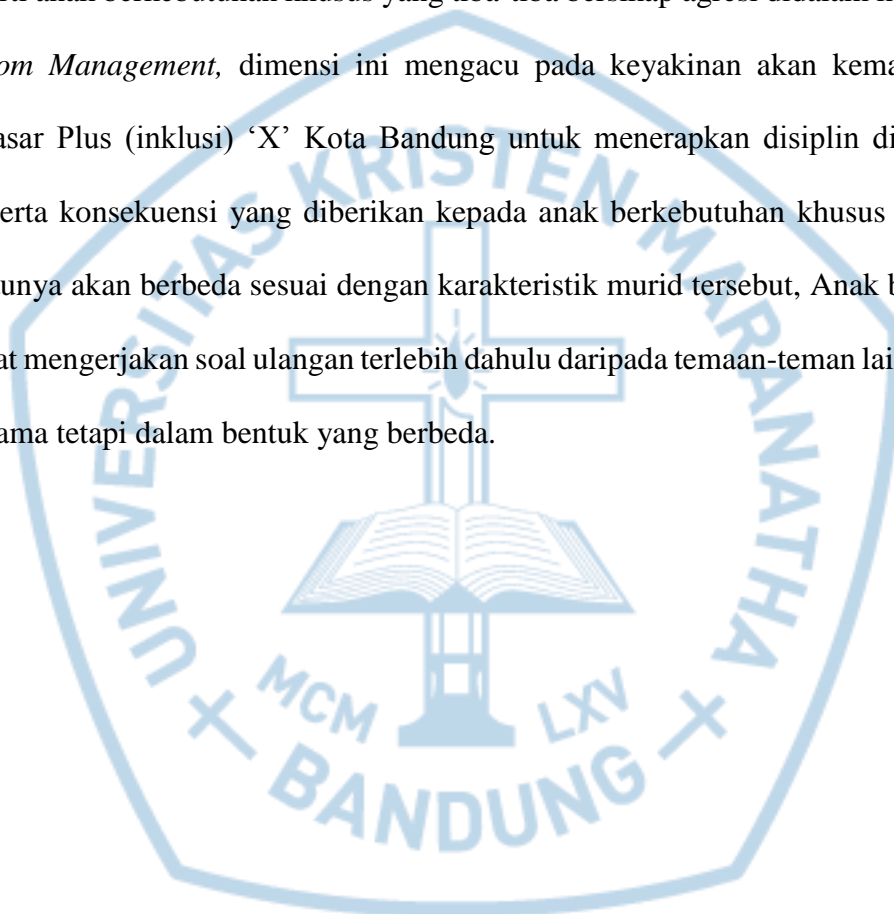 akan berkebutuhan khusus yang tiba-tiba bersikap agresi didalam
om Management, dimensi ini mengacu pada keyakinan akan kema
asar Plus (inklusi) ‘X’ Kota Bandung untuk menerapkan disiplin di
erta konsekuensi yang diberikan kepada anak berkebutuhan khusus
unya akan berbeda sesuai dengan karakteristik murid tersebut, Anak b
at mengerjakan soal ulangan terlebih dahulu daripada temaan-teman lai
ama tetapi dalam bentuk yang berbeda.
UNIVERSITAS KRISTEN MARANATHA
MCM LXV
BANDUNG